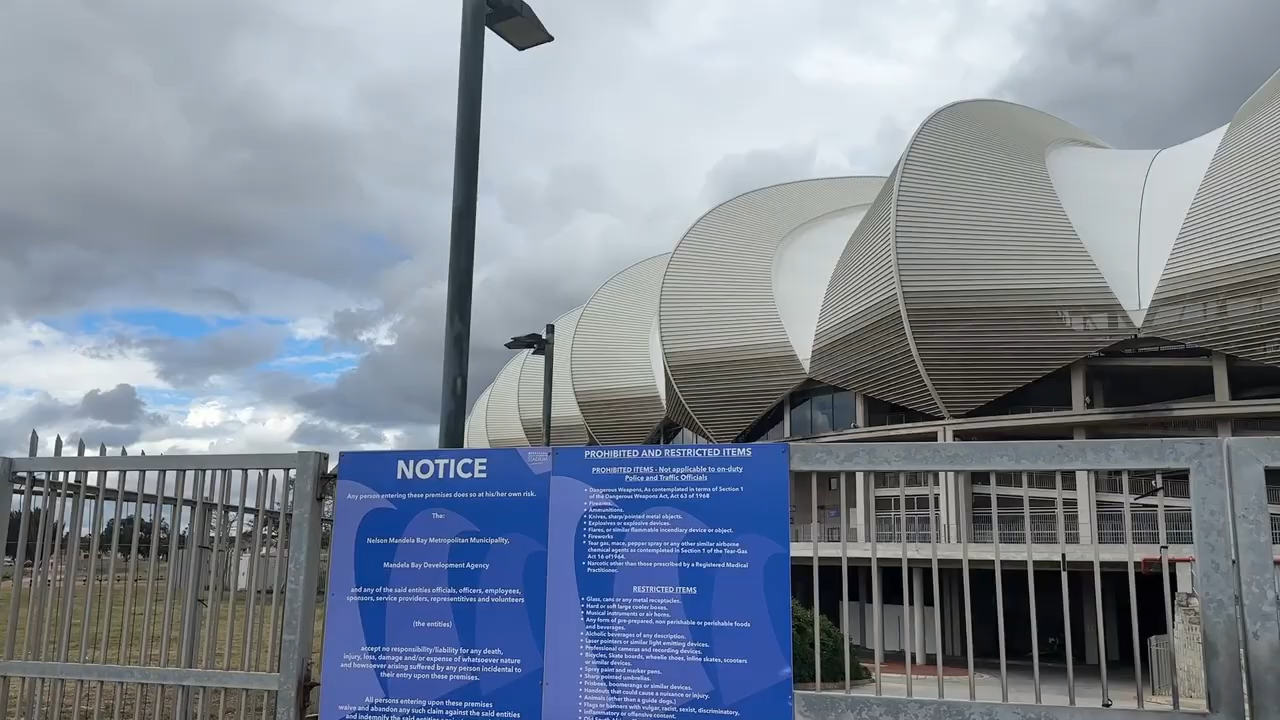 NOTICE
Any person entering these premises does so at his/her own risk.
The:
Nelson Mandela Bay Metropolitan Municipality,
Mandela Bay Development Agency
and any of the said entities officials, officers, employees,
sponsors, service providers, representitives and volunteers
(the entities)
accept no responsibility/liability for any death,
injury, loss, damage and/or expense of whatsoever nature
and howsoever arising suffered by any person incidental to
their entry upon these premises.
All persons entering upon these premises
waive and abandon any such claim against the said entities
and indemnify the said entities against
PROHIBITED AND RESTRICTED ITEMS
PROHIBITED ITEMS - Not applicable to on-duty
Police and Traffic Officials
• Dangerous Weapons, As contemplated in terms of Section 1
of the Dangerous Weapons Act, Act 63 of 1968
• Firearms.
• Ammunitions.
• Knives, sharp/pointed metal objects.
• Explosives or explosive devices.
• Flares, or similar flammable incendiary device or object.
• Fireworks
• Tear gas, mace, pepper spray or any other similar airborne
chemical agents as contempleted in Section 1 of the Tear-Gas
Act 16 of1964.
• Narcotic other than those prescribed by a Registered Medical
Practitioner.
RESTRICTED ITEMS
• Glass, cans or any metal receptacles.
• Hard or soft large cooler boxes.
• Musical instruments or air horns.
• Any form of pre-prepared, non perishable or perishable foods
and beverages.
• Alcholic beverages of any description.
• Laser pointers or similar light emitting devices.
• Professional cameras and recording devices.
• Bicycles, Skate boards, wheelie shoes, inline skates, scooters
or similar devices.
• Spray paint and marker pens.
• Sharp pointed umbrellas.
• Frisbees, boomerangs or similar devices.
• Handouts that could cause a nuisance or injury.
• Animals (other than a guide dog.)
• Flags or banners with vulgar, racist, sexist, discriminatory,
inflammatory or offensive content.